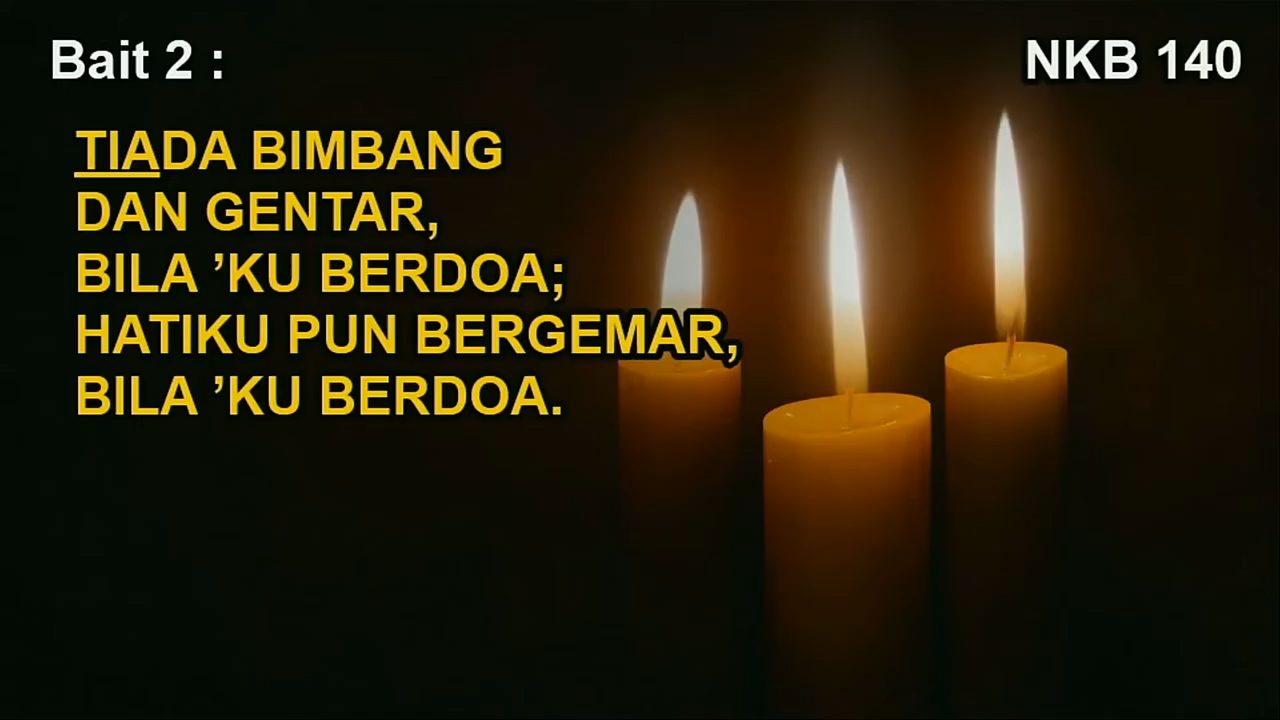 Bait 2 :
NKB 140
TIADA BIMBANG
DAN GENTAR,
BILA ’KU BERDOA;
HATIKU PUN BERGEMAR,
BILA ’KU BERDOA.